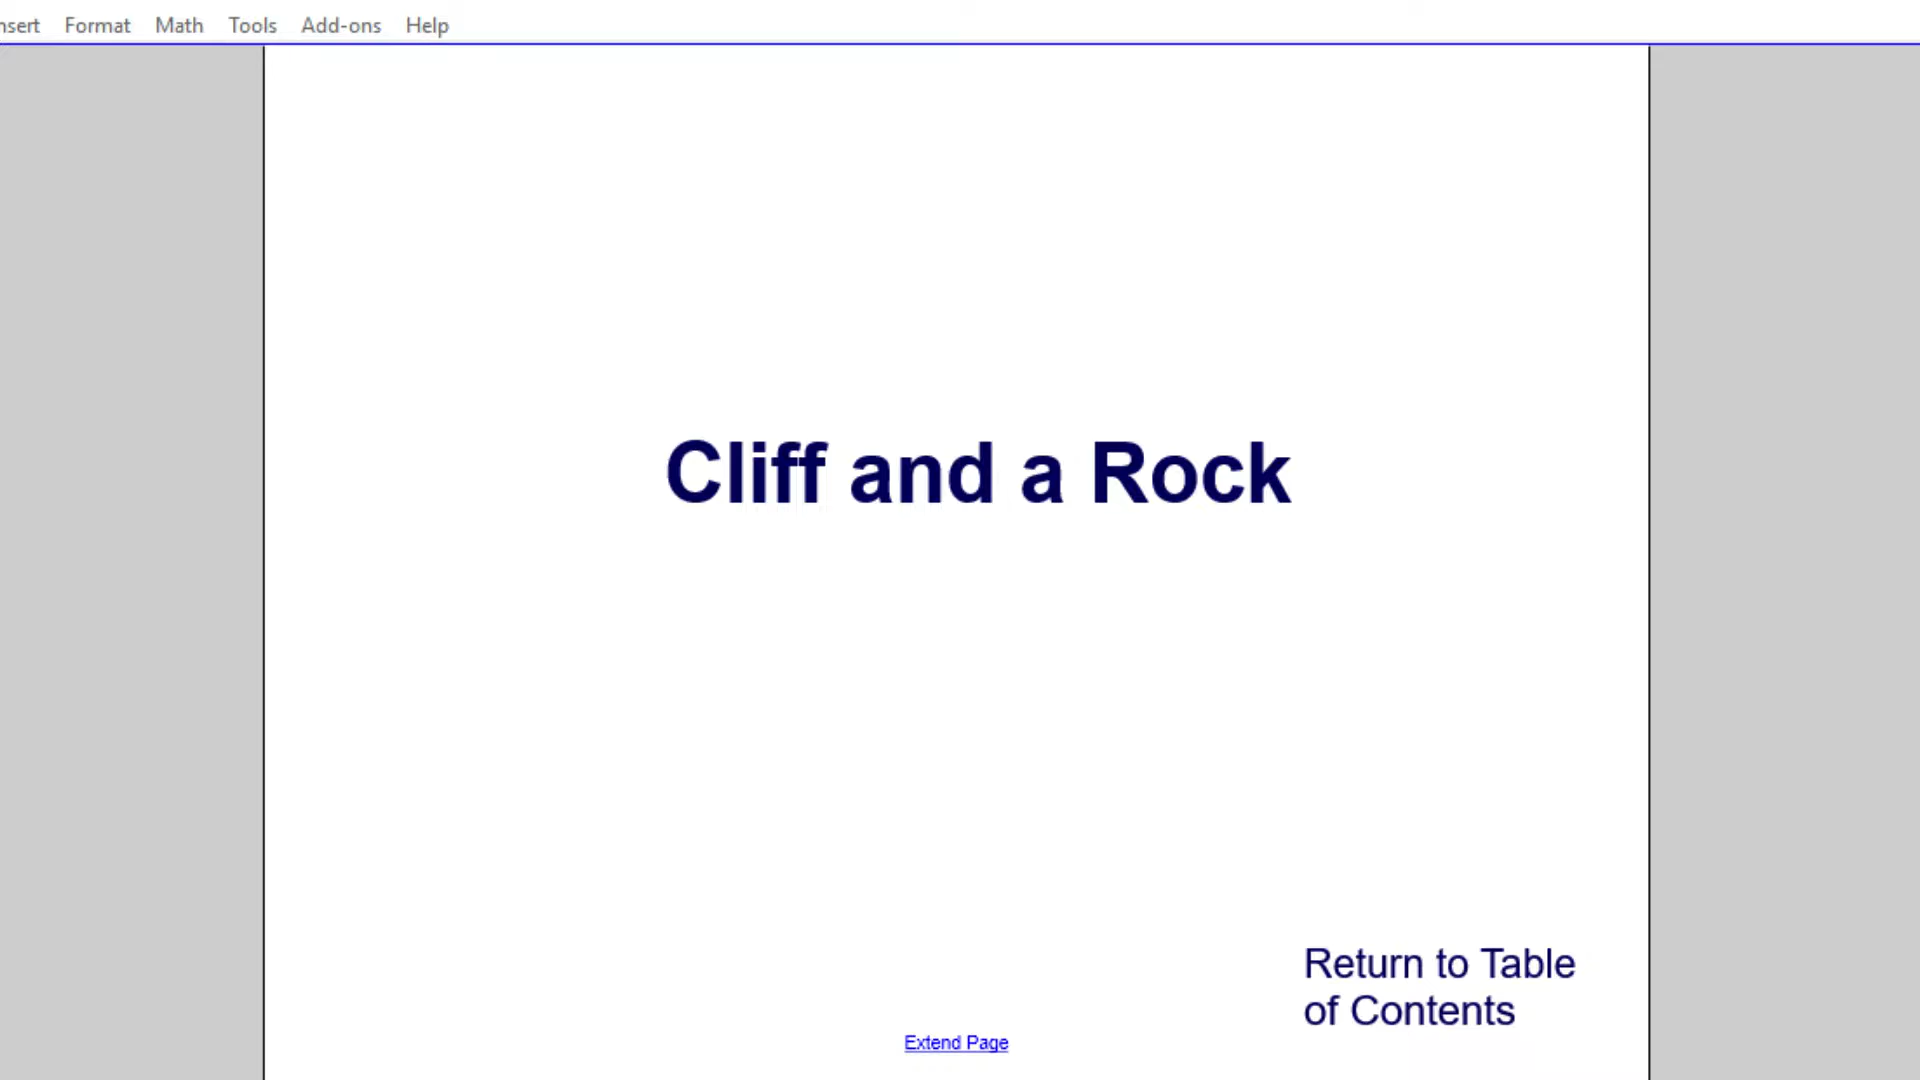 nsert Format Math Tools Add-ons Help
Cliff and a Rock
Return to Table
of Contents
Extend Page